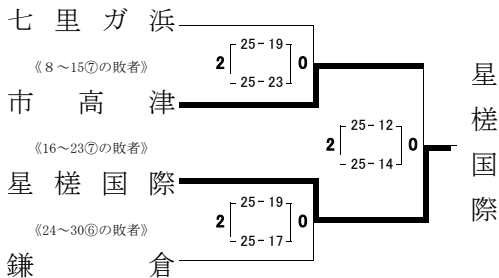 七里ガ浜
2 25-19 0
25-23
《8～15⑦の敗者》
市高津
2 25-12 0
25-14
《16～23⑦の敗者》
星槎国際
2 25-19 0
25-17
《24～30⑥の敗者》
鎌倉
星槎国際